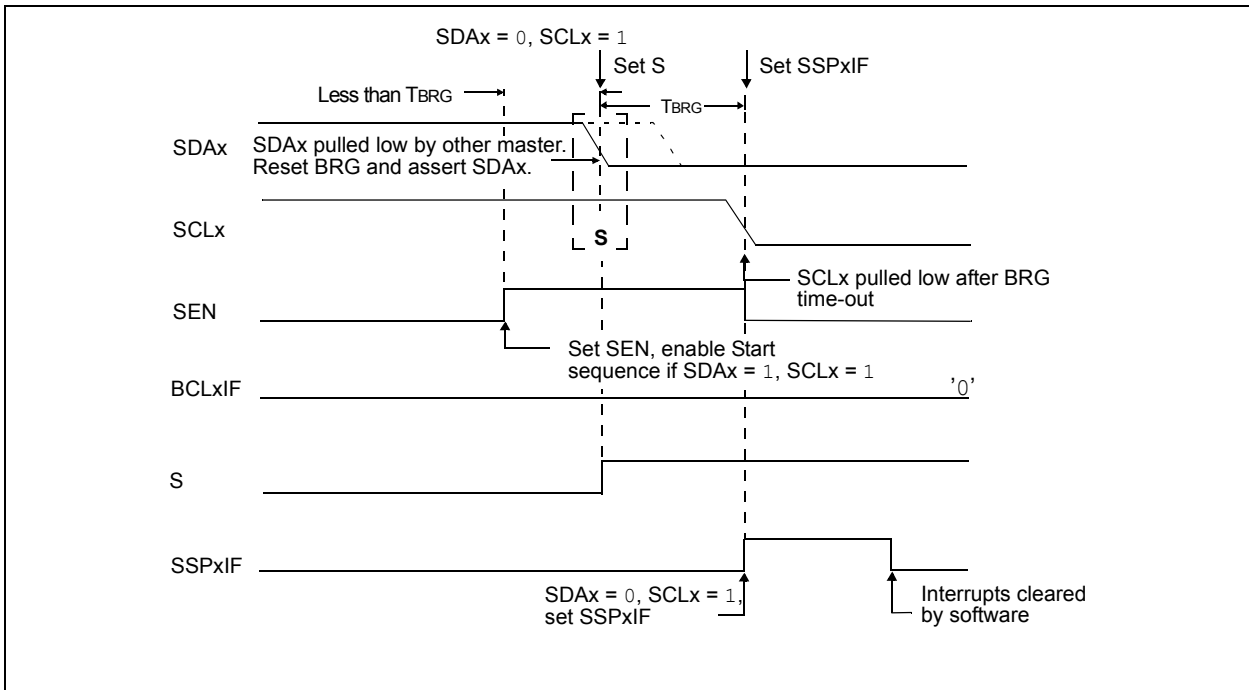 SDAx = 0, SCLx = 1
Set S
Set SSPxIF
Less than TBRG
TBRG
SDAx
SDAx pulled low by other master.
Reset BRG and assert SDAx.
SCLx
S
SCLx pulled low after BRG
time-out
SEN
Set SEN, enable Start
sequence if SDAx = 1, SCLx = 1
BCLxIF
'0'
S
SSPxIF
SDAx = 0, SCLx = 1,
set SSPxIF
Interrupts cleared
by software